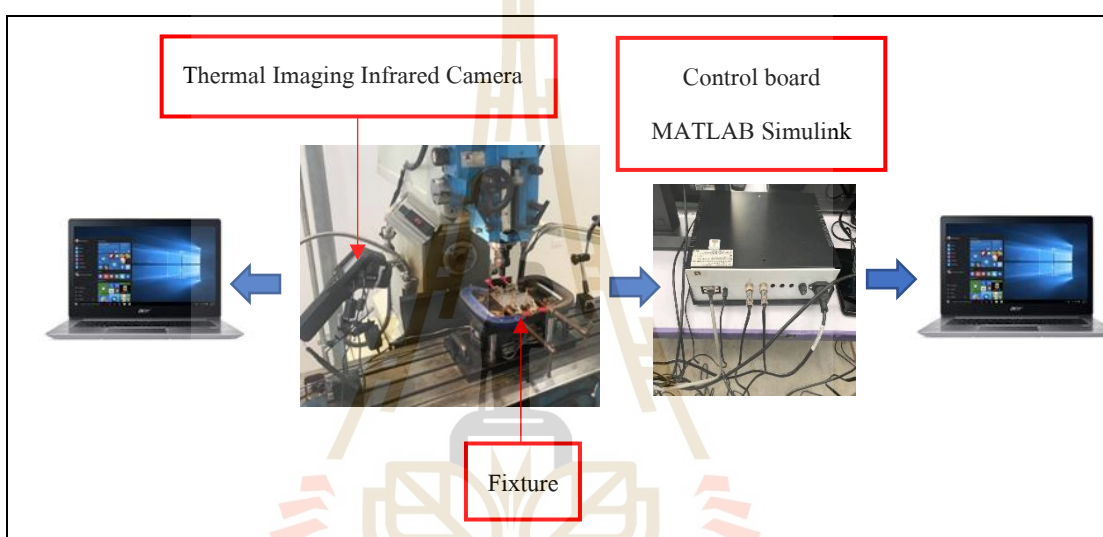 Thermal Imaging Infrared Camera
Control board
MATLAB Simulink
Fixture